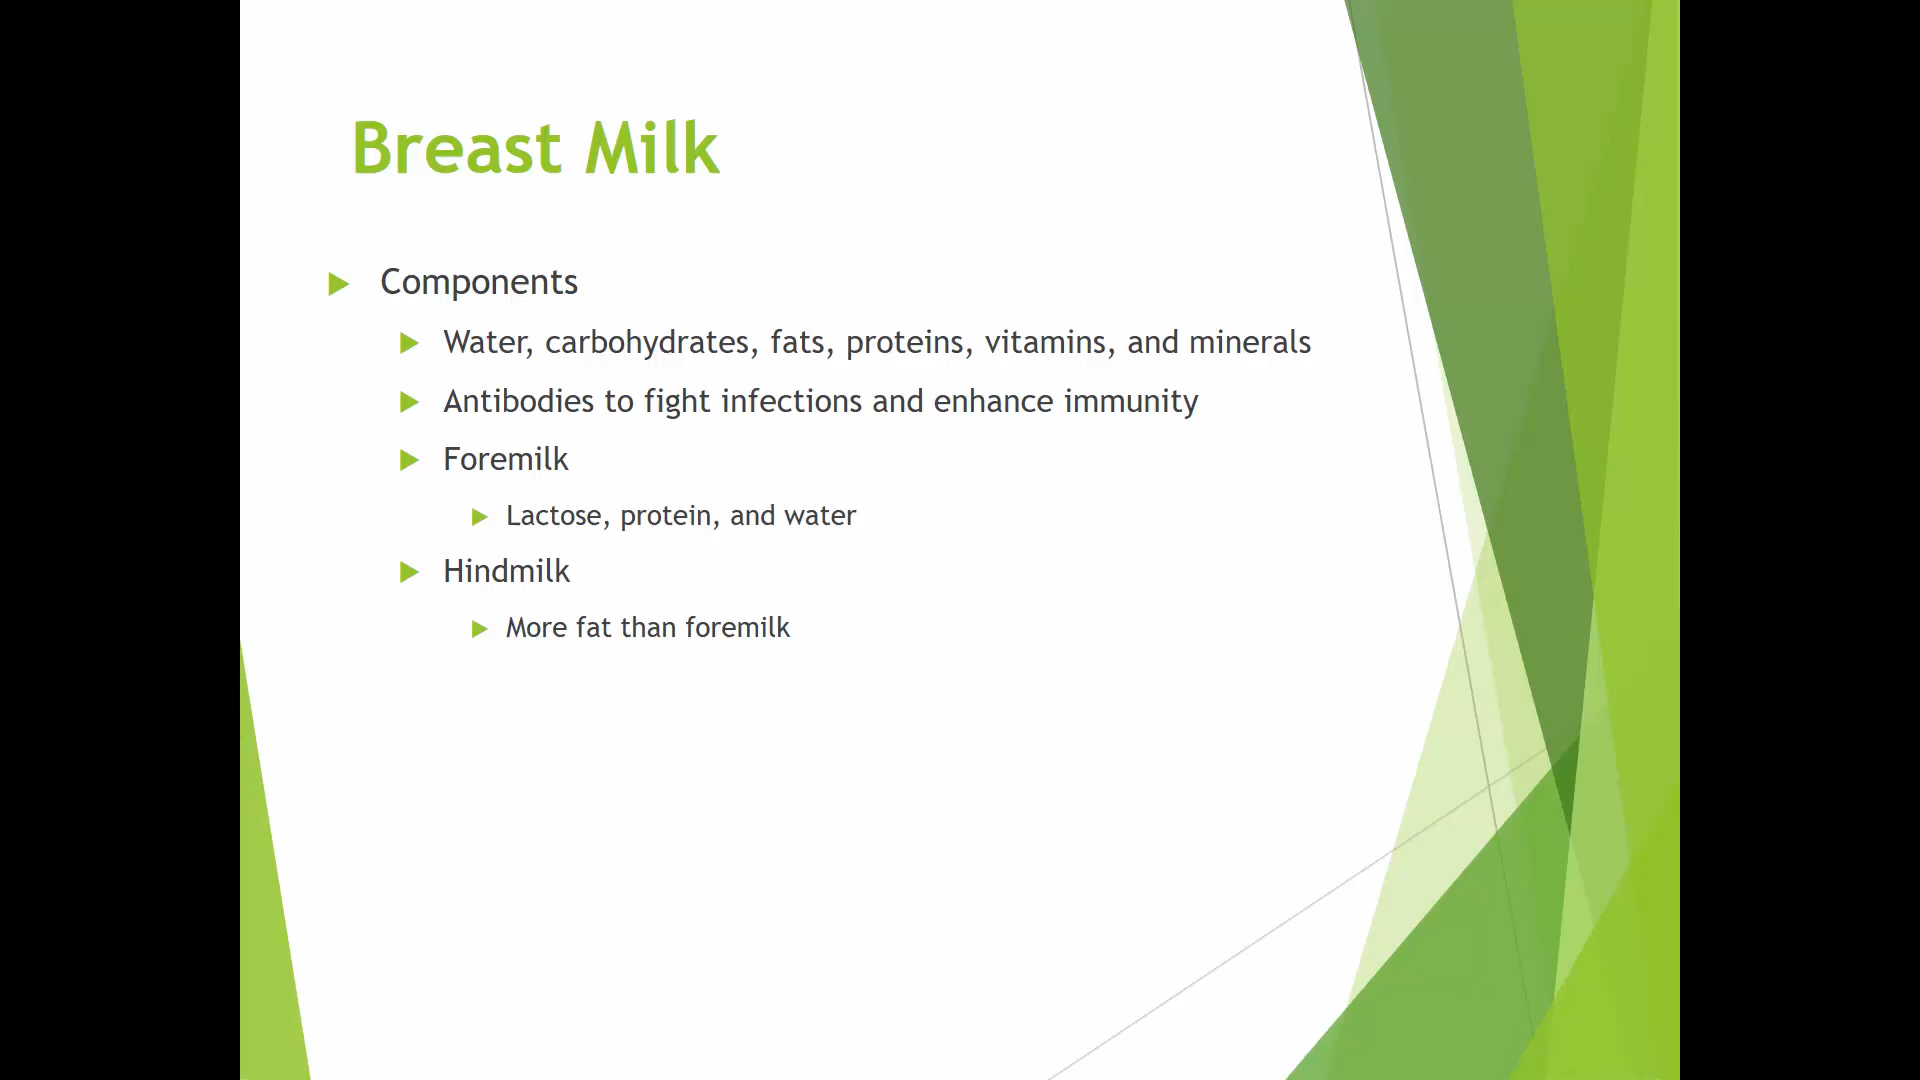 Breast Milk
Components
Water, carbohydrates, fats, proteins, vitamins, and minerals
Antibodies to fight infections and enhance immunity
Foremilk
Lactose, protein, and water
Hindmilk
More fat than foremilk